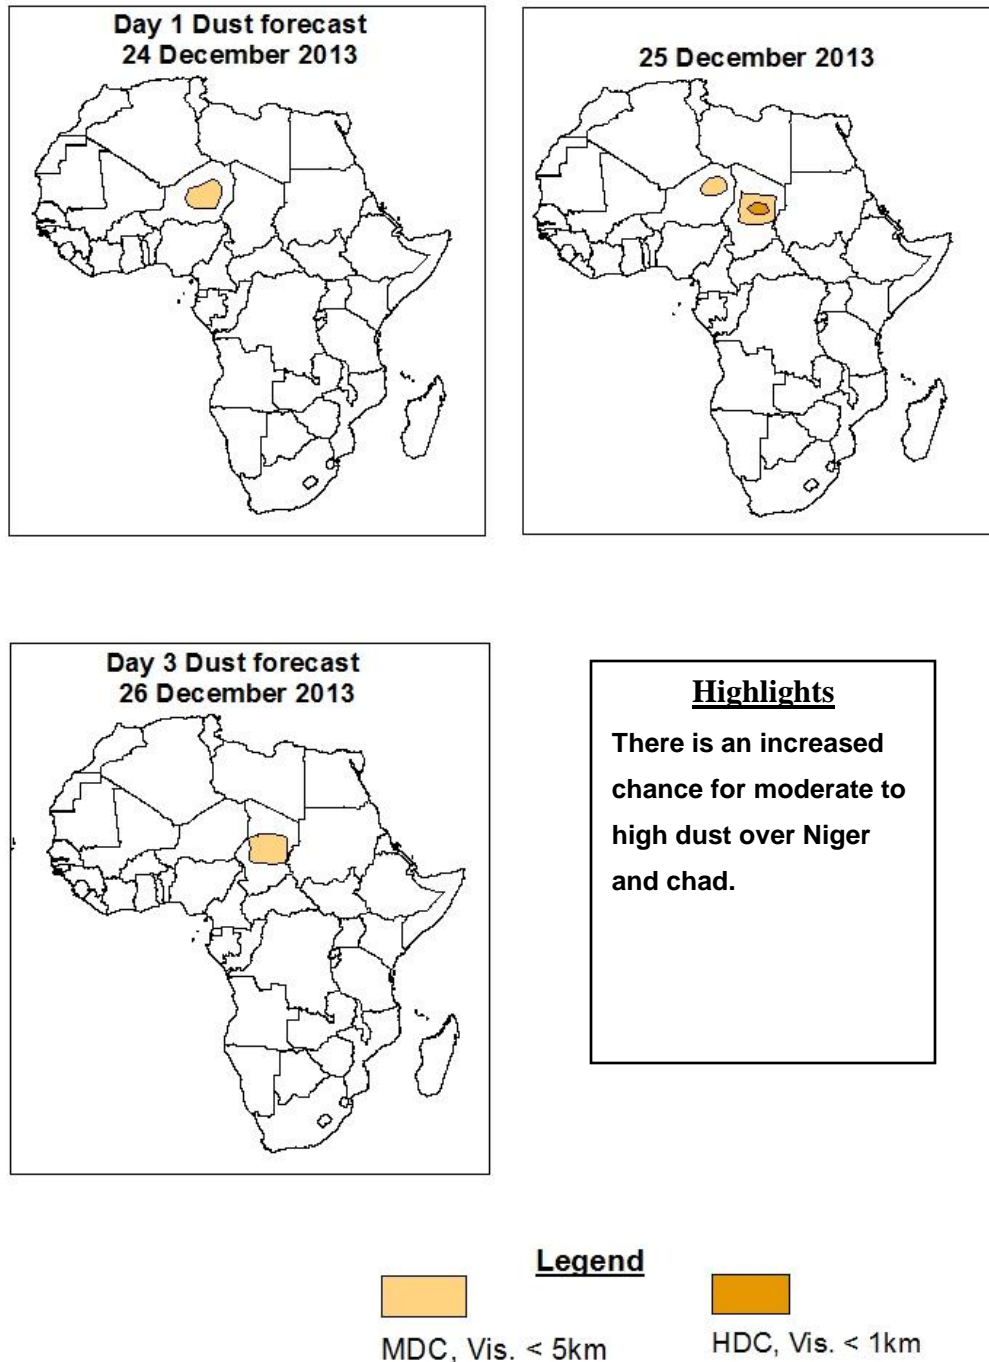 Day 1 Dust forecast
24 December 2013
25 December 2013
Day 3 Dust forecast
26 December 2013
Highlights
There is an increased
chance for moderate to
high dust over Niger
and chad.
Legend
MDC, Vis. < 5km
HDC, Vis. < 1km